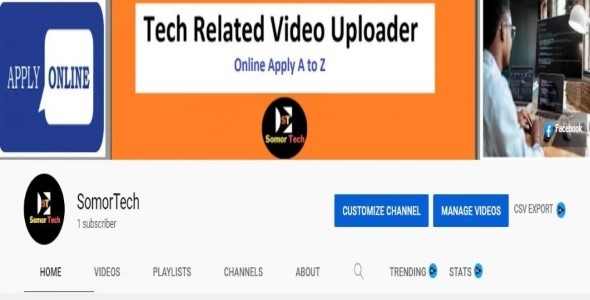 Tech Related Video Uploader
Online Apply A to Z
APPLY ONLINE
ST
Somor Tech
Facebook
ST
Somor Tech
SomorTech
1 subscriber
CUSTOMIZE CHANNEL
MANAGE VIDEOS
CSV EXPORT
HOME
VIDEOS
PLAYLISTS
CHANNELS
ABOUT
TRENDING
STATS